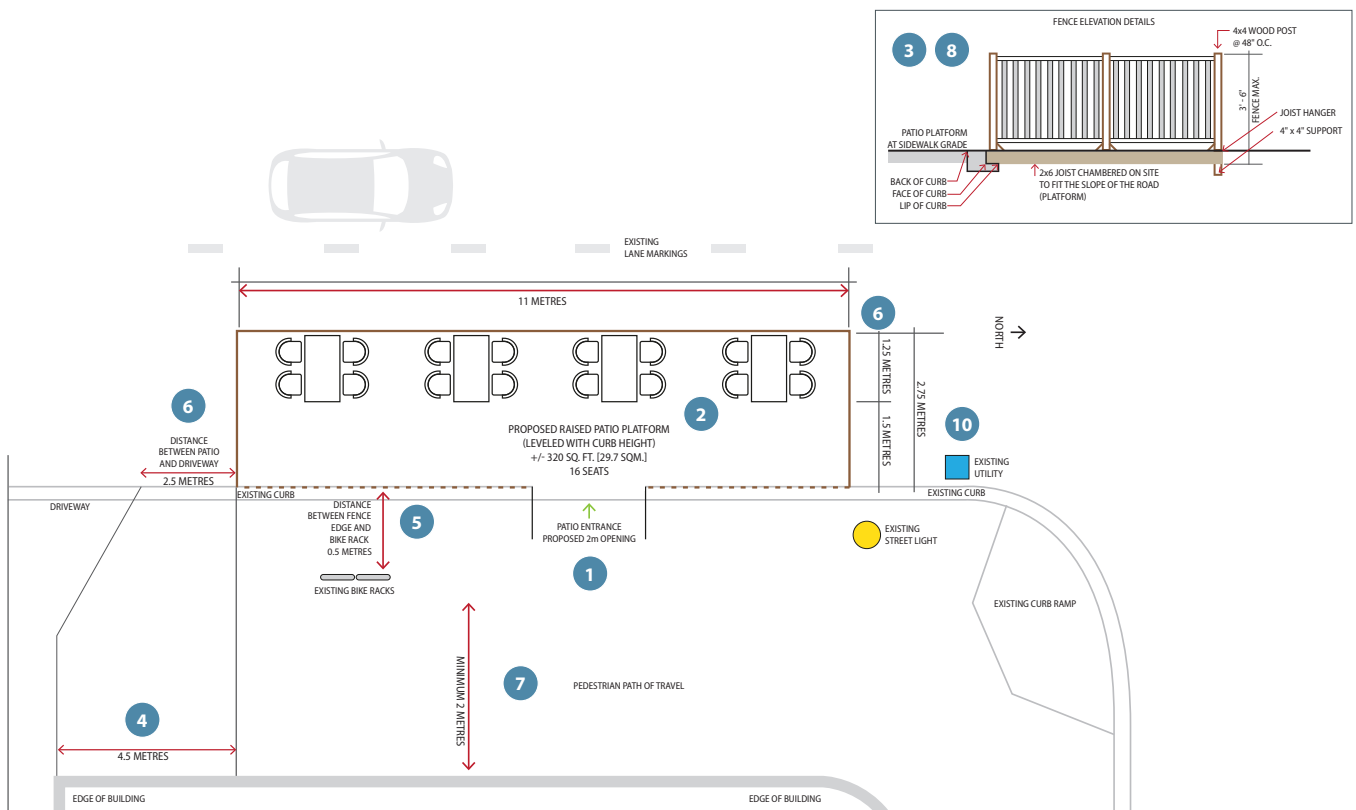 FENCE ELEVATION DETAILS
3
8
4x4 WOOD POST
@ 48" O.C.
3' - 6"
FENCE MAX.
JOIST HANGER
4" x 4" SUPPORT
PATIO PLATFORM
AT SIDEWALK GRADE
BACK OF CURB
FACE OF CURB
LIP OF CURB
2x6 JOIST CHAMBERED ON SITE
TO FIT THE SLOPE OF THE ROAD
(PLATFORM)
EXISTING
LANE MARKINGS
11 METRES
6
NORTH
1.25 METRES
2.75 METRES
1.5 METRES
6
DISTANCE
BETWEEN PATIO
AND DRIVEWAY
2.5 METRES
2
PROPOSED RAISED PATIO PLATFORM
(LEVELED WITH CURB HEIGHT)
+/- 320 SQ. FT. [29.7 SQM.]
16 SEATS
10
EXISTING
UTILITY
EXISTING CURB
EXISTING CURB
DRIVEWAY
DISTANCE
BETWEEN FENCE
EDGE AND
BIKE RACK
0.5 METRES
5
PATIO ENTRANCE
PROPOSED 2m OPENING
1
EXISTING
STREET LIGHT
EXISTING BIKE RACKS
EXISTING CURB RAMP
MINIMUM 2 METRES
7
PEDESTRIAN PATH OF TRAVEL
4
4.5 METRES
EDGE OF BUILDING
EDGE OF BUILDING